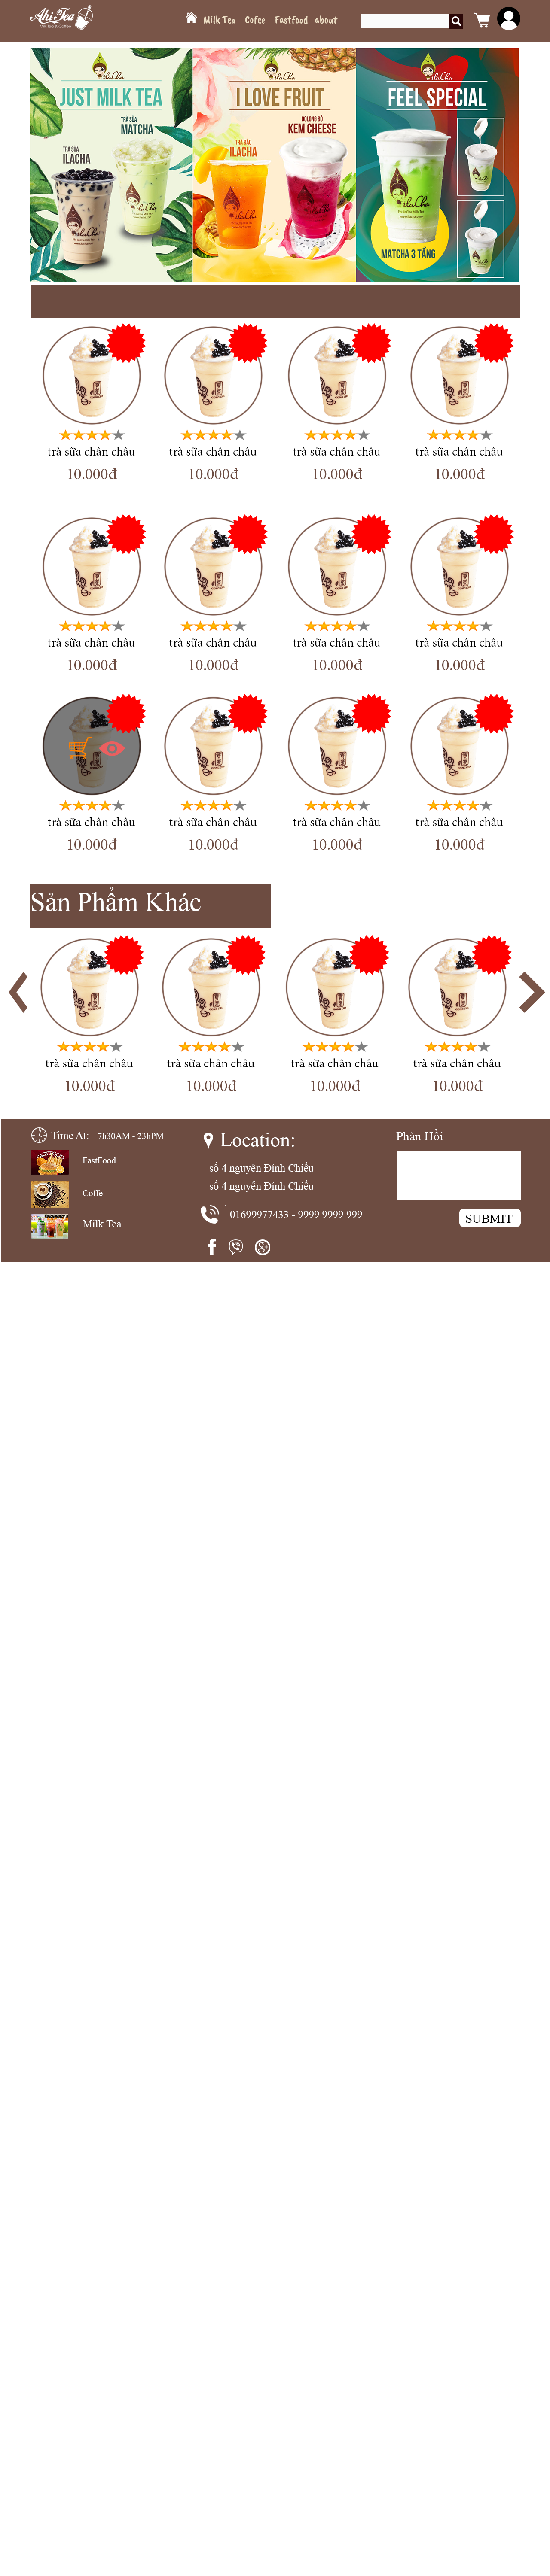 Ahi Tea
Milk Tea & Coffee
Milk Tea Cofee Fastfood about
ilaCha
JUST MILK TEA
TRÀ SỮA
MATCHA
TRÀ SỮA
ILACHA
ilaCha
ilaCha
I LOVE FRUIT
OOLONG ĐỎ
KEM CHEESE
TRÀ ĐÀO
ILACHA
ilaCha
ilaCha
ilaCha
FEEL SPECIAL
ilaCha
MATCHA 3 TẦNG
trà sữa chân châu trà sữa chân châu trà sữa chân châu trà sữa chân châu
10.000đ 10.000đ 10.000đ 10.000đ
trà sữa chân châu trà sữa chân châu trà sữa chân châu trà sữa chân châu
10.000đ 10.000đ 10.000đ 10.000đ
trà sữa chân châu trà sữa chân châu trà sữa chân châu trà sữa chân châu
10.000đ 10.000đ 10.000đ 10.000đ
Sản Phẩm Khác
trà sữa chân châu trà sữa chân châu trà sữa chân châu trà sữa chân châu
10.000đ 10.000đ 10.000đ 10.000đ
Time At: 7h30AM - 23hPM
FastFood
Coffe
Milk Tea
Location:
số 4 nguyễn Đình Chiểu
số 4 nguyễn Đình Chiểu
01699977433 - 9999 9999 999
Phản Hồi
SUBMIT